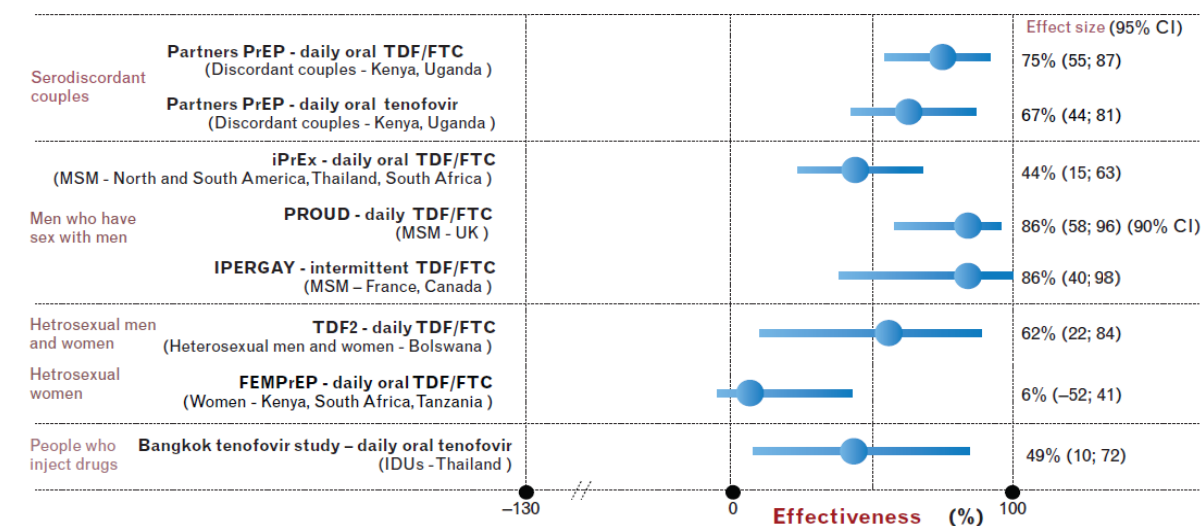 Effect size (95% CI)
Serodiscordant
couples
Partners PrEP - daily oral TDF/FTC
(Discordant couples - Kenya, Uganda )
75% (55; 87)
Partners PrEP - daily oral tenofovir
(Discordant couples - Kenya, Uganda )
67% (44; 81)
Men who have
sex with men
iPrEx - daily oral TDF/FTC
(MSM - North and South America, Thailand, South Africa )
44% (15; 63)
PROUD - daily TDF/FTC
(MSM - UK )
86% (58; 96) (90% CI)
IPERGAY - intermittent TDF/FTC
(MSM – France, Canada )
86% (40; 98)
Hetrosexual men
and women
TDF2 - daily TDF/FTC
(Heterosexual men and women - Bolswana )
62% (22; 84)
Hetrosexual
women
FEMPrEP - daily oral TDF/FTC
(Women - Kenya, South Africa, Tanzania )
6% (–52; 41)
People who
inject drugs
Bangkok tenofovir study – daily oral tenofovir
(IDUs - Thailand )
49% (10; 72)
–130 // 0 100
Effectiveness (%)